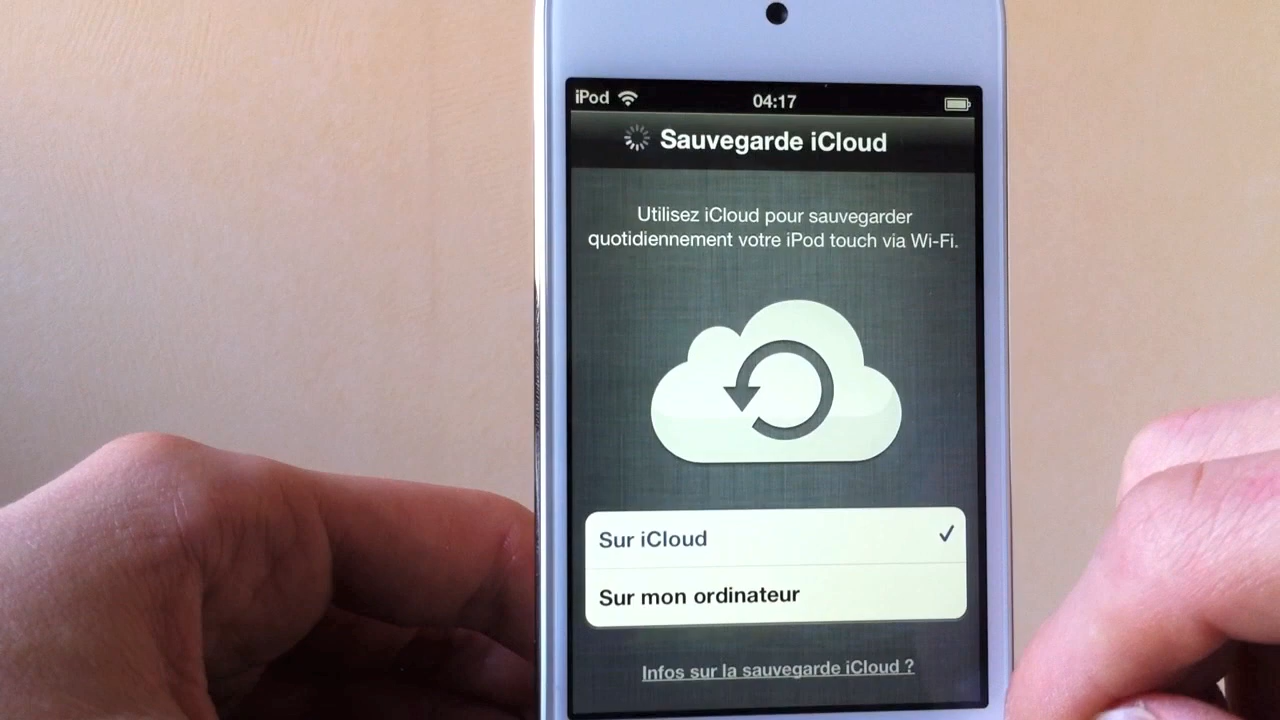 iPod 04:17
Sauvegarde iCloud
Utilisez iCloud pour sauvegarder
quotidiennement votre iPod touch via Wi-Fi.
Sur iCloud
Sur mon ordinateur
Infos sur la sauvegarde iCloud ?